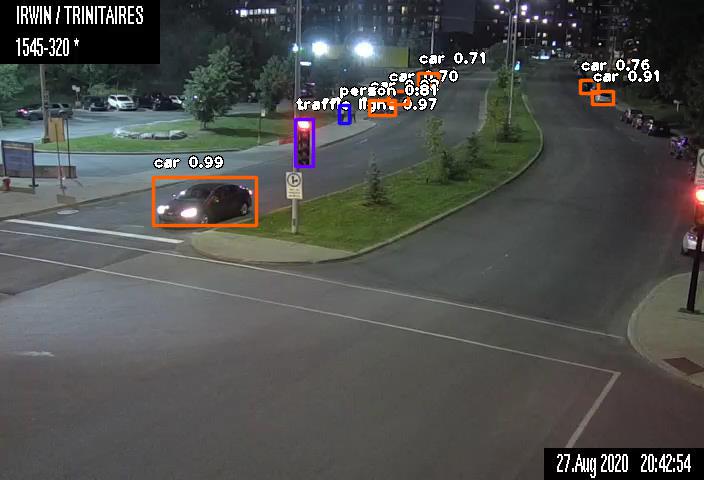 IRWIN / TRINITAIRES
1545-320 *
car 0.71
car 0.76
car 0.70
car 0.91
person 0.81
traffic light 0.97
car 0.99
27.Aug 2020 20:42:54